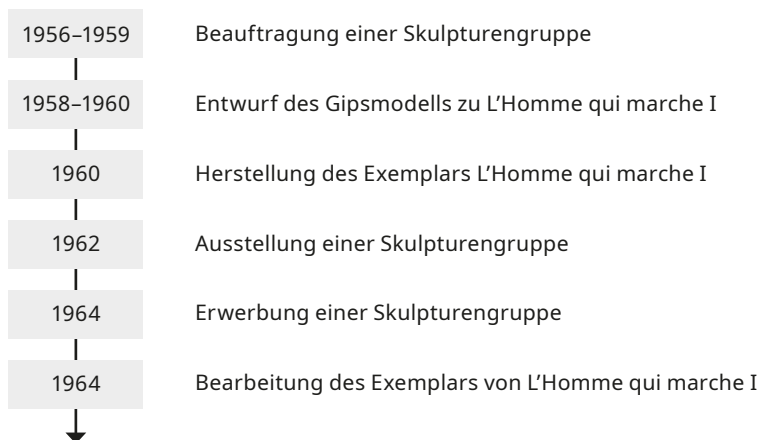 1956–1959 Beauftragung einer Skulpturengruppe
1958–1960 Entwurf des Gipsmodells zu L’Homme qui marche I
1960 Herstellung des Exemplars L’Homme qui marche I
1962 Ausstellung einer Skulpturengruppe
1964 Erwerbung einer Skulpturengruppe
1964 Bearbeitung des Exemplars von L’Homme qui marche I